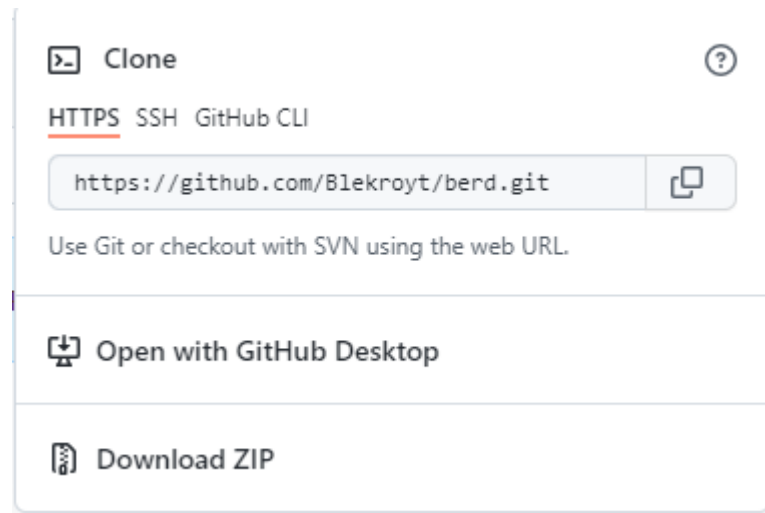 Clone
HTTPS SSH GitHub CLI
https://github.com/Blekroyt/berd.git
Use Git or checkout with SVN using the web URL.
Open with GitHub Desktop
Download ZIP